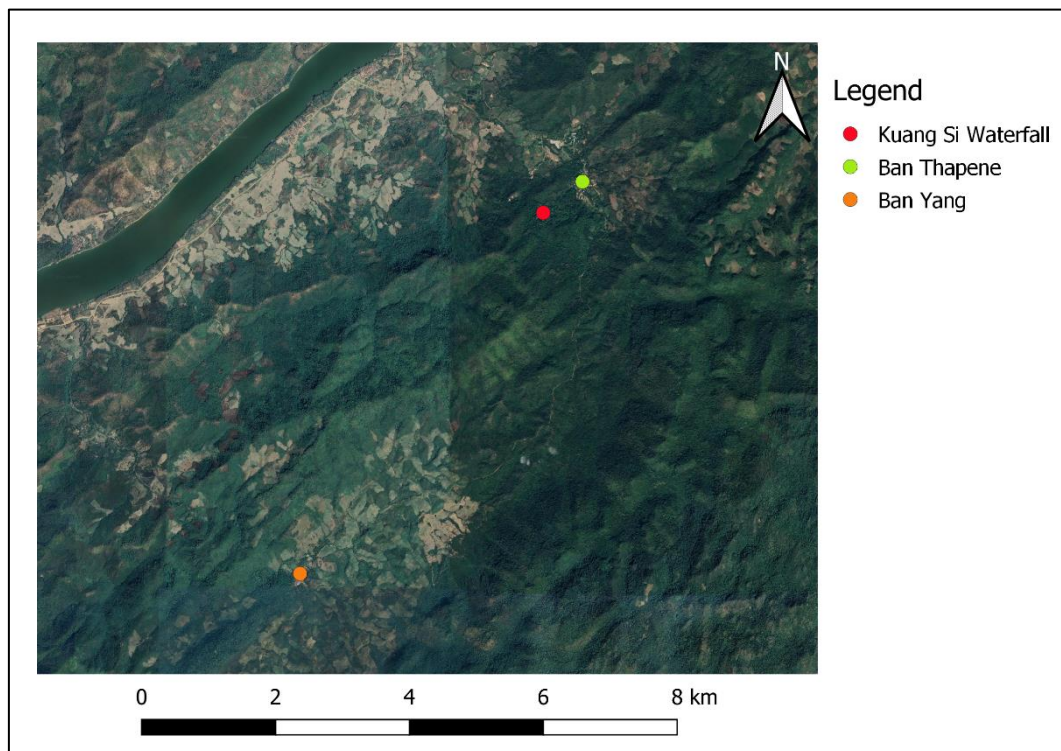 N
Legend
Kuang Si Waterfall
Ban Thapene
Ban Yang
0 2 4 6 8 km